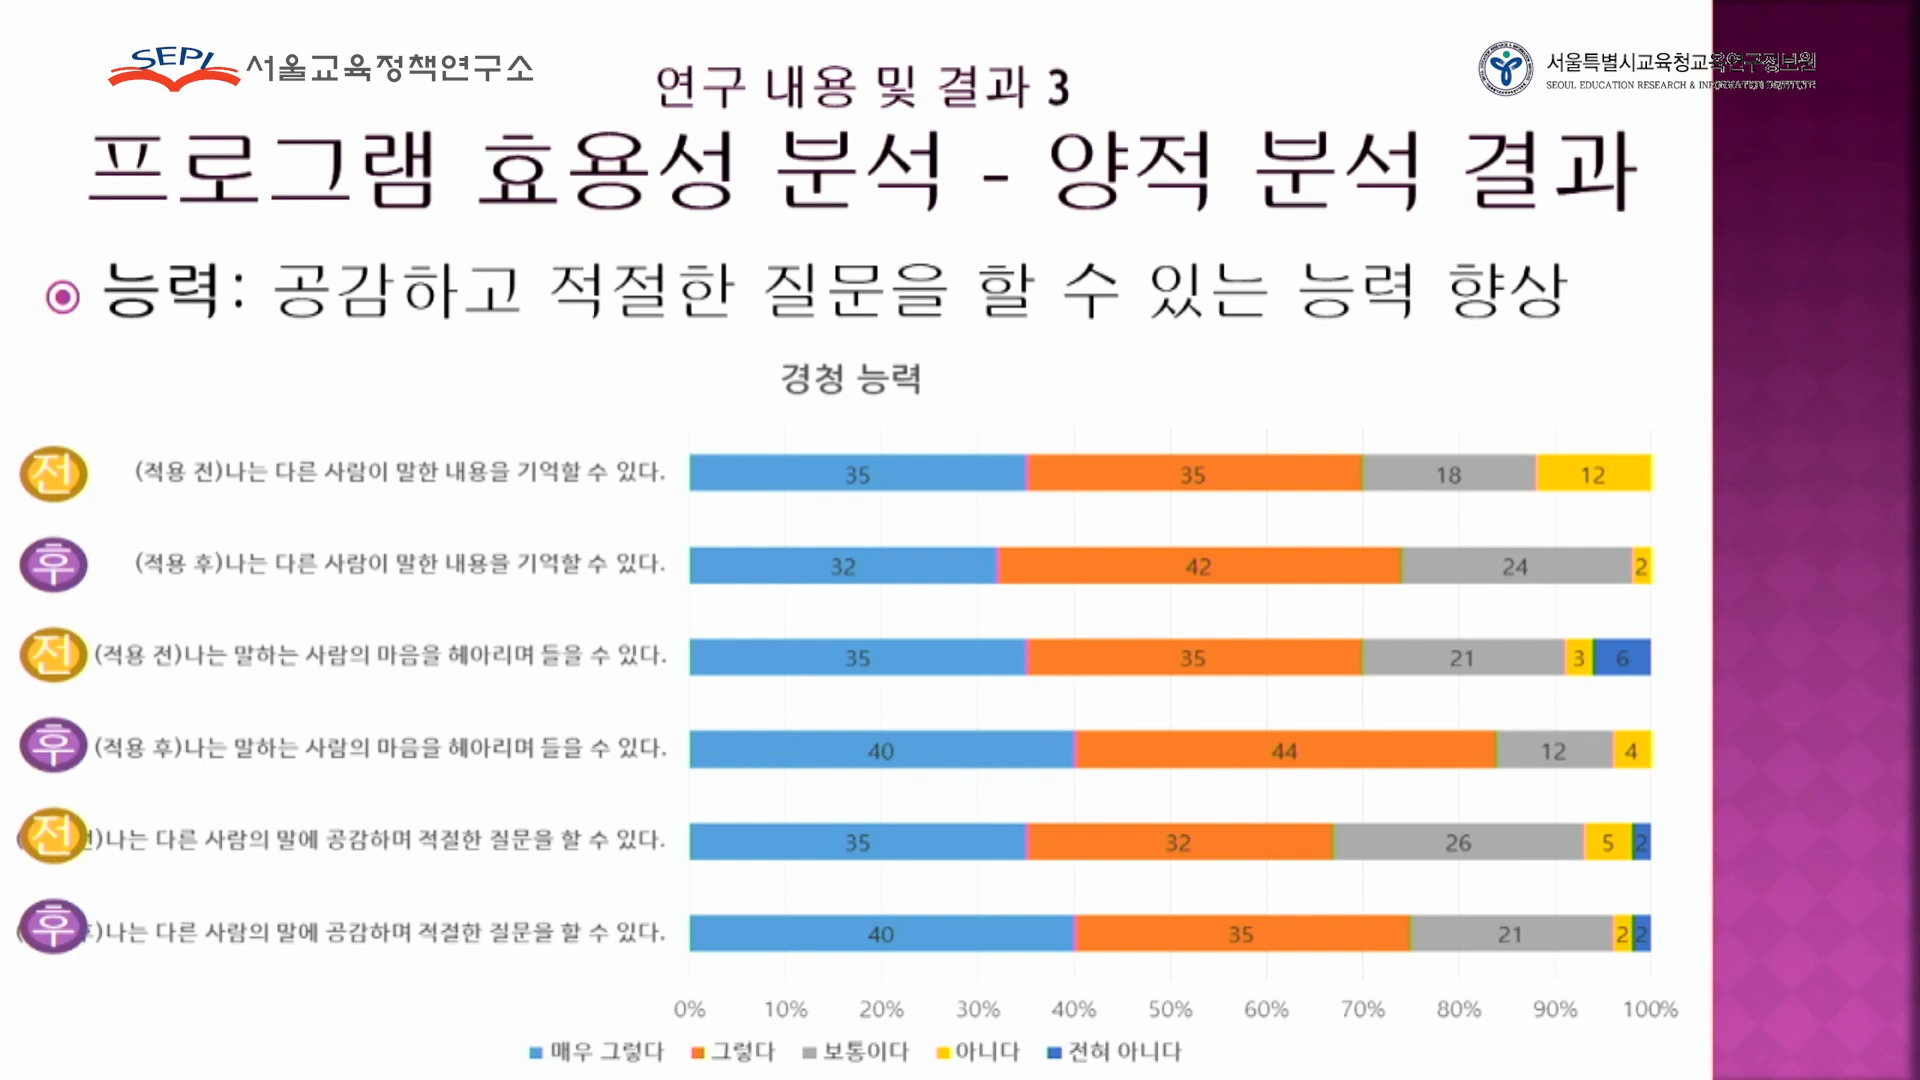 SEPI 서울교육정책연구소
서울특별시교육청교육연구정보원
SEOUL EDUCATION RESEARCH & INFORMATION INSTITUTE
연구 내용 및 결과 3
프로그램 효용성 분석 - 양적 분석 결과
능력: 공감하고 적절한 질문을 할 수 있는 능력 향상
경청 능력
전 (적용 전)나는 다른 사람이 말한 내용을 기억할 수 있다. 35 35 18 12
후 (적용 후)나는 다른 사람이 말한 내용을 기억할 수 있다. 32 42 24 2
전 (적용 전)나는 말하는 사람의 마음을 헤아리며 들을 수 있다. 35 35 21 3 6
후 (적용 후)나는 말하는 사람의 마음을 헤아리며 들을 수 있다. 40 44 12 4
전 )나는 다른 사람의 말에 공감하며 적절한 질문을 할 수 있다. 35 32 26 5 2
후 )나는 다른 사람의 말에 공감하며 적절한 질문을 할 수 있다. 40 35 21 2 2
0% 10% 20% 30% 40% 50% 60% 70% 80% 90% 100%
매우 그렇다 그렇다 보통이다 아니다 전혀 아니다